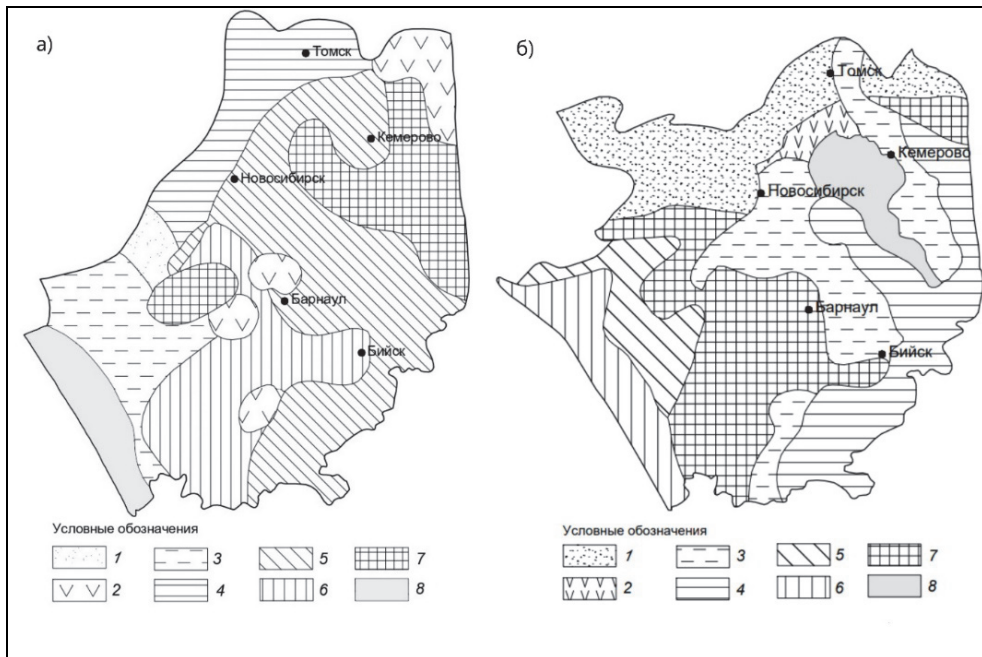 а)
Томск
Кемерово
Новосибирск
Барнаул
Бийск
Условные обозначения
1 3 5 7
2 4 6 8
б)
Томск
Кемерово
Новосибирск
Барнаул
Бийск
Условные обозначения
1 3 5 7
2 4 6 8